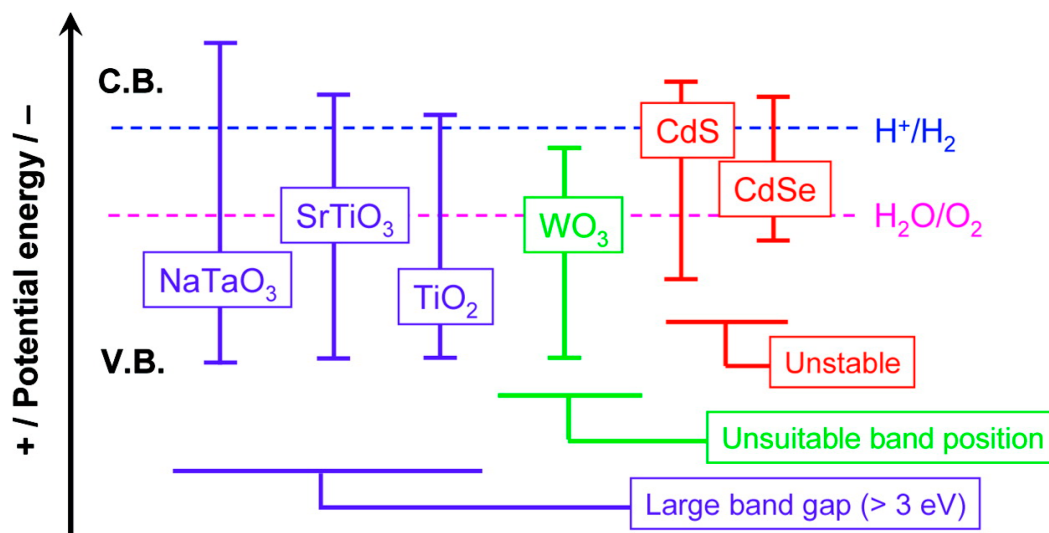 + / Potential energy / –
C.B.
V.B.
H⁺/H₂
H₂O/O₂
NaTaO₃
SrTiO₃
TiO₂
WO₃
CdS
CdSe
Unstable
Unsuitable band position
Large band gap (> 3 eV)